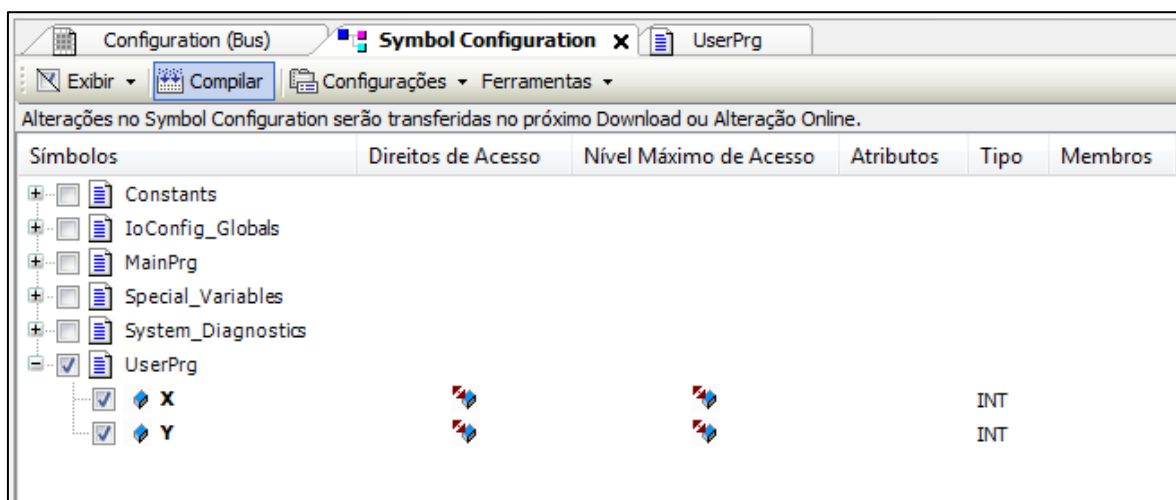 Configuration (Bus) Symbol Configuration X UserPrg
Exibir Compilar Configurações Ferramentas
Alterações no Symbol Configuration serão transferidas no próximo Download ou Alteração Online.
Símbolos Direitos de Acesso Nível Máximo de Acesso Atributos Tipo Membros
Constants
IoConfig_Globals
MainPrg
Special_Variables
System_Diagnostics
UserPrg
X INT
Y INT